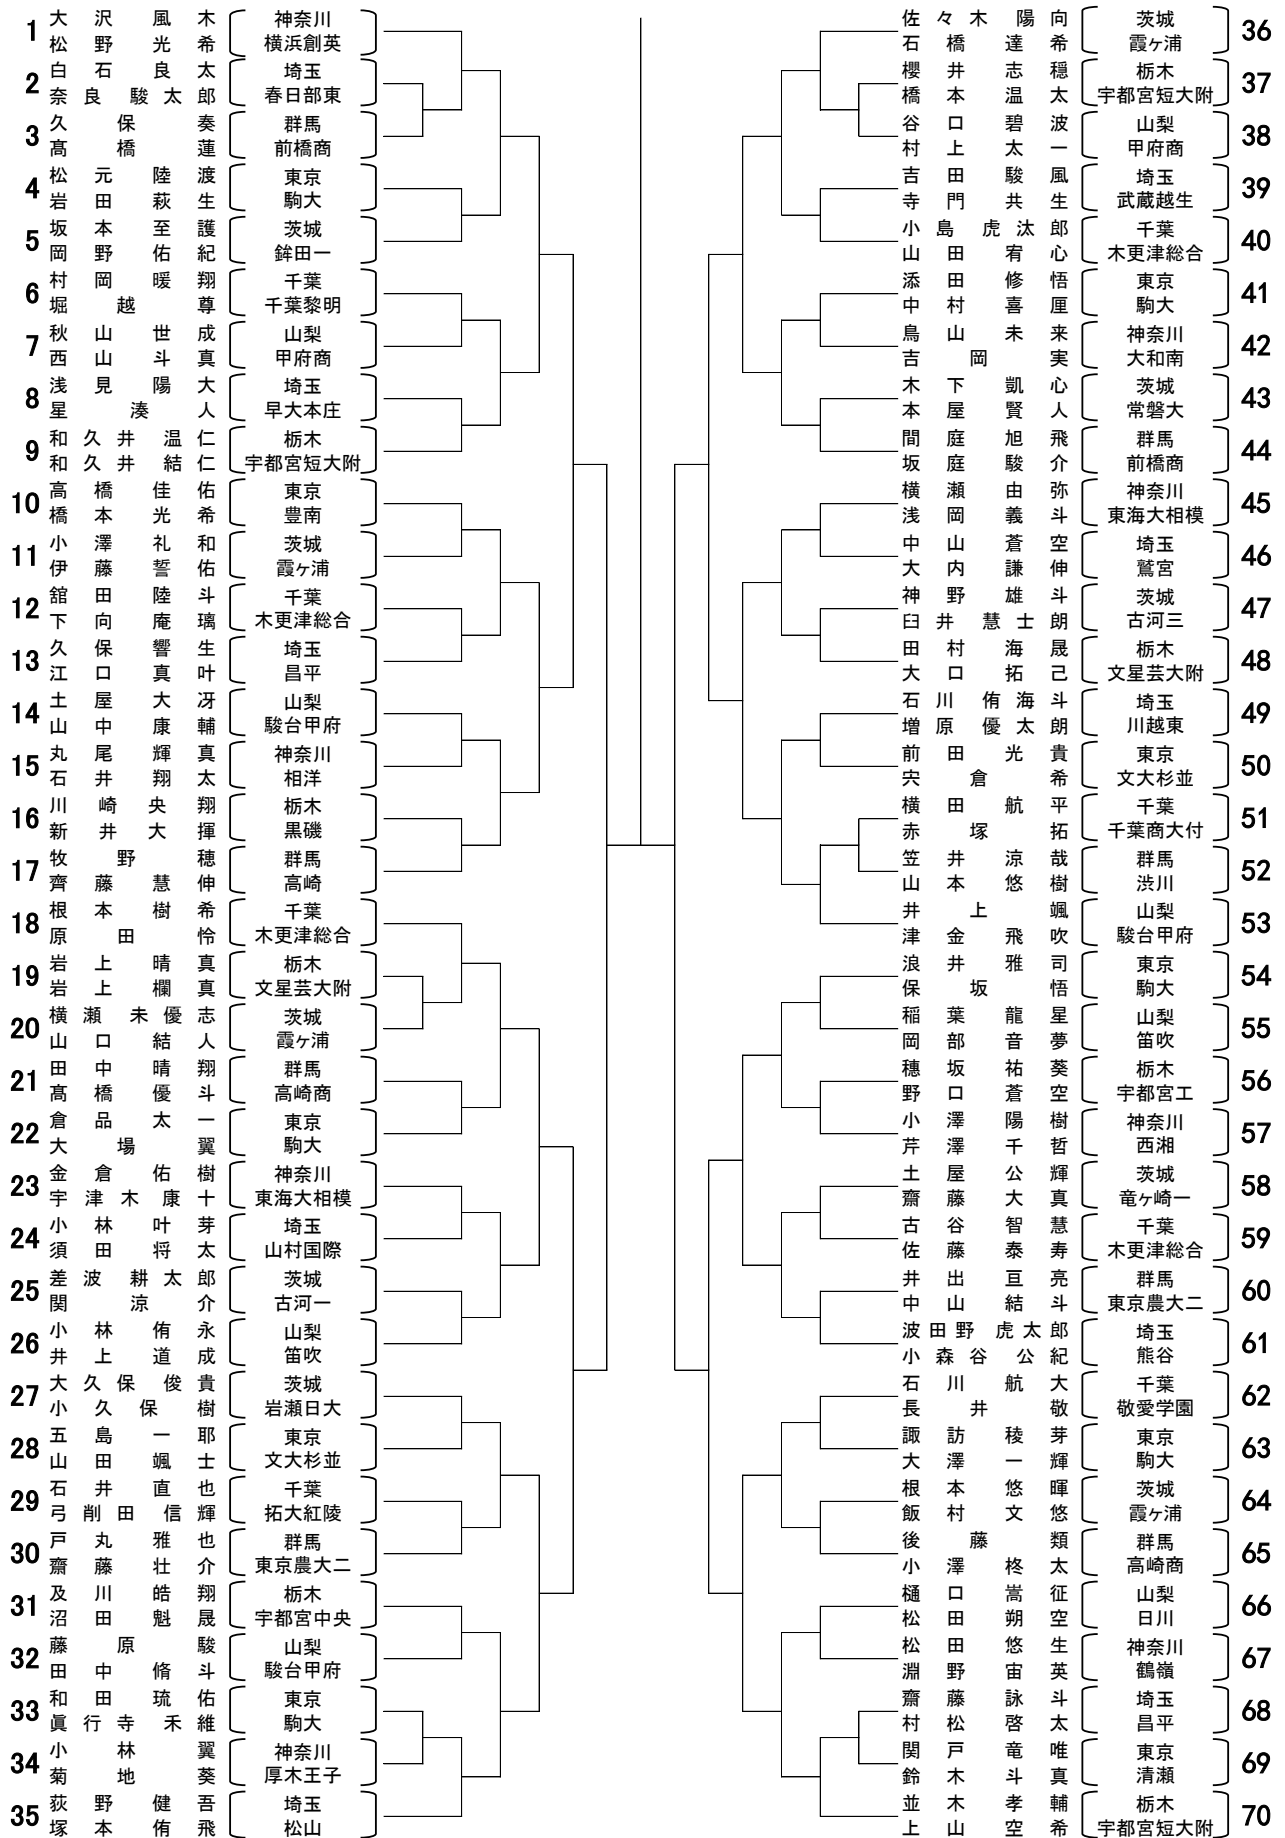 1 大沢風木 神奈川
松野光希 横浜創英
2 白石良太 埼玉
奈良駿太郎 春日部東
3 久保奏 群馬
髙橋蓮 前橋商
4 松元陸渡 東京
岩田萩生 駒大
5 坂本至護 茨城
岡野佑紀 鉾田一
6 村岡暖翔 千葉
堀越尊 千葉黎明
7 秋山世成 山梨
西山斗真 甲府商
8 浅見陽大 埼玉
星湊人 早大本庄
9 和久井温仁 栃木
和久井結仁 宇都宮短大附
10 高橋佳佑 東京
橋本光希 豊南
11 小澤礼和 茨城
伊藤誓佑 霞ヶ浦
12 舘田陸斗 千葉
下向庵璃 木更津総合
13 久保響生 埼玉
江口真叶 昌平
14 土屋大冴 山梨
山中康輔 駿台甲府
15 丸尾輝真 神奈川
石井翔太 相洋
16 川崎央翔 栃木
新井大揮 黒磯
17 牧野穂 群馬
齊藤慧伸 高崎
18 根本樹希 千葉
原田怜 木更津総合
19 岩上晴真 栃木
岩上欄真 文星芸大附
20 横瀬未優志 茨城
山口結人 霞ヶ浦
21 田中晴翔 群馬
髙橋優斗 高崎商
22 倉品太一 東京
大場翼 駒大
23 金倉佑樹 神奈川
宇津木康十 東海大相模
24 小林叶芽 埼玉
須田将太 山村国際
25 差波耕太郎 茨城
関涼介 古河一
26 小林侑永 山梨
井上道成 笛吹
27 大久保俊貴 茨城
小久保樹 岩瀬日大
28 五島一耶 東京
山田颯士 文大杉並
29 石井直也 千葉
弓削田信輝 拓大紅陵
30 戸丸雅也 群馬
齋藤壮介 東京農大二
31 及川皓翔 栃木
沼田魁晟 宇都宮中央
32 藤原駿 山梨
田中脩斗 駿台甲府
33 和田琉佑 東京
眞行寺禾維 駒大
34 小林翼 神奈川
菊地葵 厚木王子
35 荻野健吾 埼玉
塚本侑飛 松山
佐々木陽向 茨城 36
石橋達希 霞ヶ浦
櫻井志穏 栃木 37
橋本温太 宇都宮短大附
谷口碧波 山梨 38
村上太一 甲府商
吉田駿風 埼玉 39
寺門共生 武蔵越生
小島虎汰郎 千葉 40
山田宥心 木更津総合
添田修悟 東京 41
中村喜厘 駒大
鳥山未来 神奈川 42
吉岡実 大和南
木下凱心 茨城 43
本屋賢人 常磐大
間庭旭飛 群馬 44
坂庭駿介 前橋商
横瀬由弥 神奈川 45
浅岡義斗 東海大相模
中山蒼空 埼玉 46
大内謙伸 鷲宮
神野雄斗 茨城 47
臼井慧士朗 古河三
田村海晟 栃木 48
大口拓己 文星芸大附
石川侑海斗 埼玉 49
増原優太朗 川越東
前田光貴 東京 50
宍倉希 文大杉並
横田航平 千葉 51
赤塚拓 千葉商大付
笠井涼哉 群馬 52
山本悠樹 渋川
井上颯 山梨 53
津金飛吹 駿台甲府
浪井雅司 東京 54
保坂悟 駒大
稲葉龍星 山梨 55
岡部音夢 笛吹
穂坂祐葵 栃木 56
野口蒼空 宇都宮工
小澤陽樹 神奈川 57
芹澤千哲 西湘
土屋公輝 茨城 58
齋藤大真 竜ヶ崎一
古谷智慧 千葉 59
佐藤泰寿 木更津総合
井出亘亮 群馬 60
中山結斗 東京農大二
波田野虎太郎 埼玉 61
小森谷公紀 熊谷
石川航大 千葉 62
長井敬 敬愛学園
諏訪稜芽 東京 63
大澤一輝 駒大
根本悠暉 茨城 64
飯村文悠 霞ヶ浦
後藤類 群馬 65
小澤柊太 高崎商
樋口嵩征 山梨 66
松田朔空 日川
松田悠生 神奈川 67
淵野宙英 鶴嶺
齋藤詠斗 埼玉 68
村松啓太 昌平
関戸竜唯 東京 69
鈴木斗真 清瀬
並木孝輔 栃木 70
上山空希 宇都宮短大附